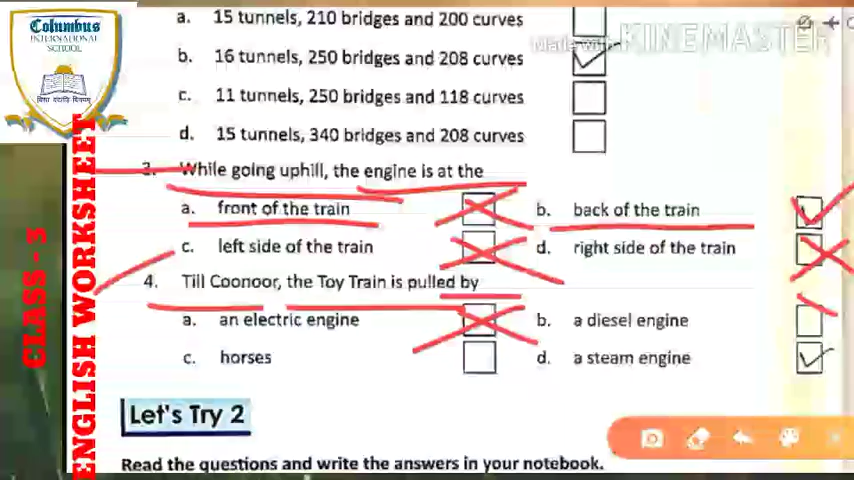 Columbus
INTERNATIONAL
SCHOOL
CLASS - 3
ENGLISH WORKSHEET
Made with KINEMASTER
a. 15 tunnels, 210 bridges and 200 curves
b. 16 tunnels, 250 bridges and 208 curves
c. 11 tunnels, 250 bridges and 118 curves
d. 15 tunnels, 340 bridges and 208 curves
3. While going uphill, the engine is at the
a. front of the train b. back of the train
c. left side of the train d. right side of the train
4. Till Coonoor, the Toy Train is pulled by
a. an electric engine b. a diesel engine
c. horses d. a steam engine
Let's Try 2
Read the questions and write the answers in your notebook.